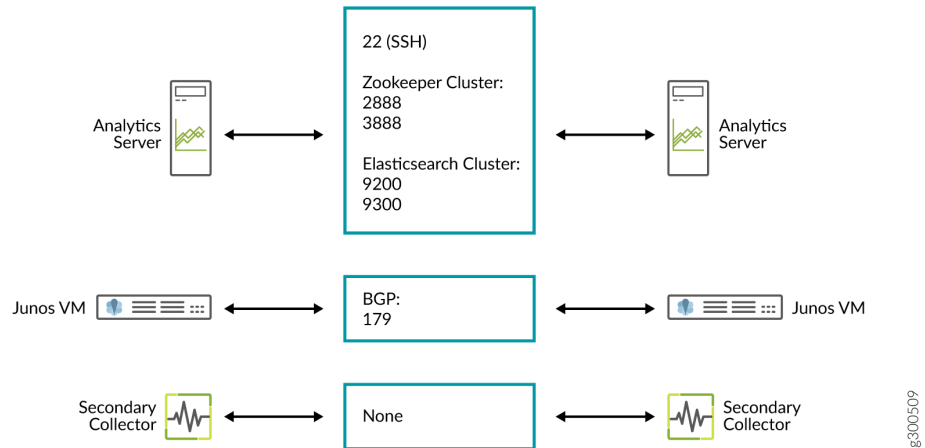 22 (SSH)
Zookeeper Cluster:
2888
3888
Elasticsearch Cluster:
9200
9300
Analytics
Server
Analytics
Server
Junos VM
BGP:
179
Junos VM
Secondary
Collector
None
Secondary
Collector
g300509